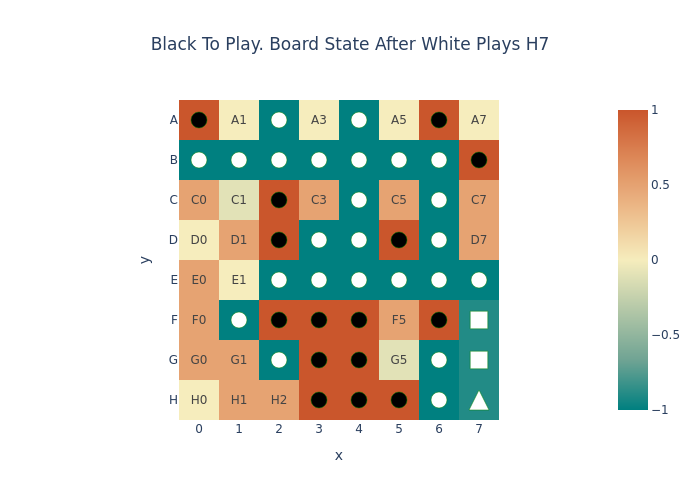 Black To Play. Board State After White Plays H7
A A1 A3 A5 A7
B
C C0 C1 C3 C5 C7
D D0 D1 D7
E E0 E1
F F0 F5
G G0 G1 G5
H H0 H1 H2
0 1 2 3 4 5 6 7
x
y
1
0.5
0
−0.5
−1